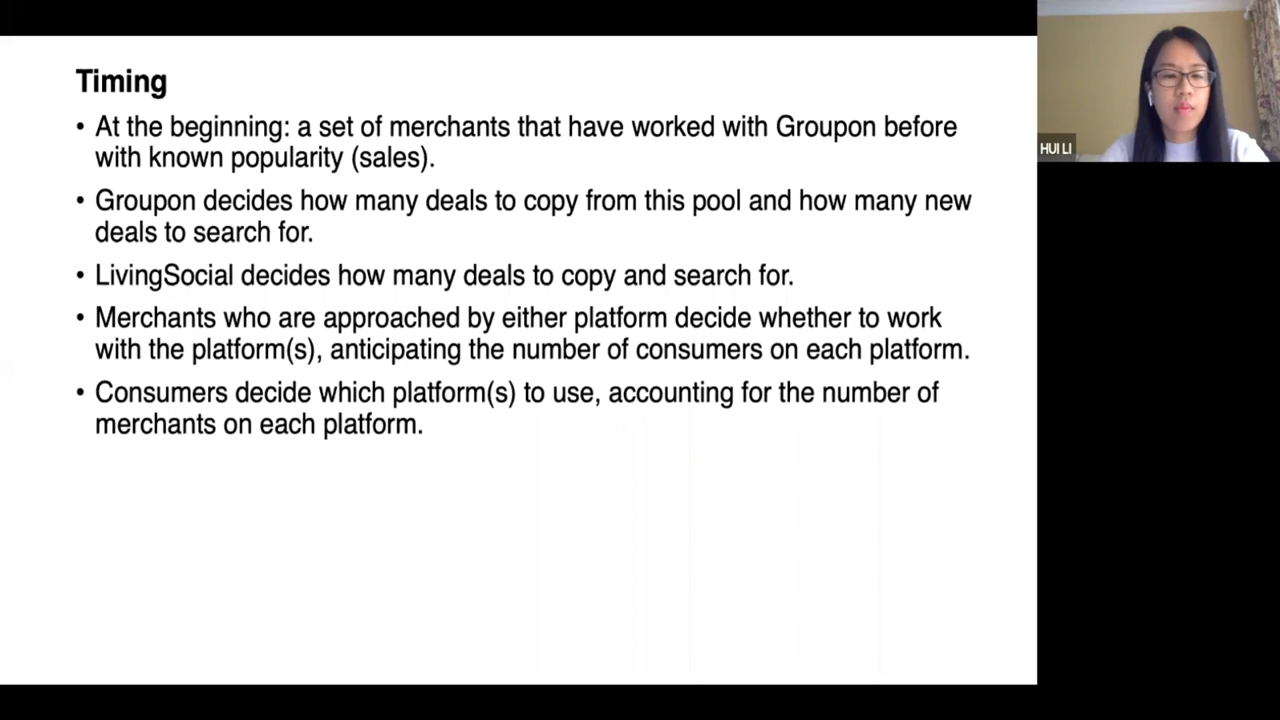 Timing
• At the beginning: a set of merchants that have worked with Groupon before
with known popularity (sales).
• Groupon decides how many deals to copy from this pool and how many new
deals to search for.
• LivingSocial decides how many deals to copy and search for.
• Merchants who are approached by either platform decide whether to work
with the platform(s), anticipating the number of consumers on each platform.
• Consumers decide which platform(s) to use, accounting for the number of
merchants on each platform.
HUI LI